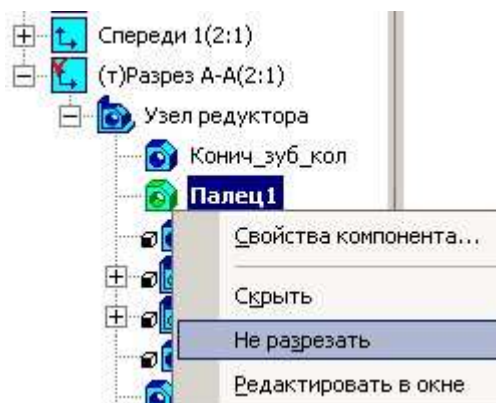 Спереди 1(2:1)
(т)Разрез А-А(2:1)
Узел редуктора
Конич_зуб_кол
Палец1
Свойства компонента...
Скрыть
Не разрезать
Редактировать в окне